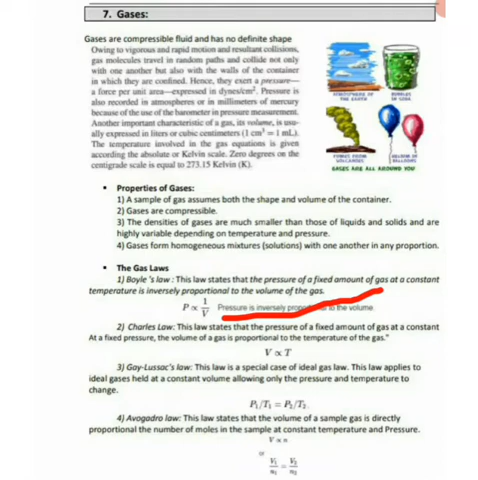 7. Gases:
Gases are compressible fluid and has no definite shape
Owing to vigorous and rapid motion and resultant collisions,
gas molecules travel in random paths and collide not only
with one another but also with the walls of the container
in which they are confined. Hence, they exert a pressure—
a force per unit area—expressed in dynes/cm². Pressure is
also recorded in atmospheres or in millimeters of mercury
because of the use of the barometer in pressure measurement.
Another important characteristic of a gas, its volume, is usu-
ally expressed in liters or cubic centimeters (1 cm³ = 1 mL).
The temperature involved in the gas equations is given
according the absolute or Kelvin scale. Zero degrees on the
centigrade scale is equal to 273.15 Kelvin (K).
ATMOSPHERE OF THE EARTH
BUBBLES IN SODA
FUMES FROM VOLCANOES
HELIUM IN BALLOONS
GASES ARE ALL AROUND YOU
• Properties of Gases:
1) A sample of gas assumes both the shape and volume of the container.
2) Gases are compressible.
3) The densities of gases are much smaller than those of liquids and solids and are
highly variable depending on temperature and pressure.
4) Gases form homogeneous mixtures (solutions) with one another in any proportion.
• The Gas Laws
1) Boyle's law: This law states that the pressure of a fixed amount of gas at a constant
temperature is inversely proportional to the volume of the gas.
P ∝ 1/V Pressure is inversely to the volume
2) Charles Law: This law states that the pressure of a fixed amount of gas at a constant
At a fixed pressure, the volume of a gas is proportional to the temperature of the gas."
V ∝ T
3) Gay-Lussac's law: This law is a special case of ideal gas law. This law applies to
ideal gases held at a constant volume allowing only the pressure and temperature to
change.
P₁/T₁ = P₂/T₂.
4) Avogadro law: This law states that the volume of a sample gas is directly
proportional the number of moles in the sample at constant temperature and Pressure.
V ∝ n
or
V₁/n₁ = V₂/n₂